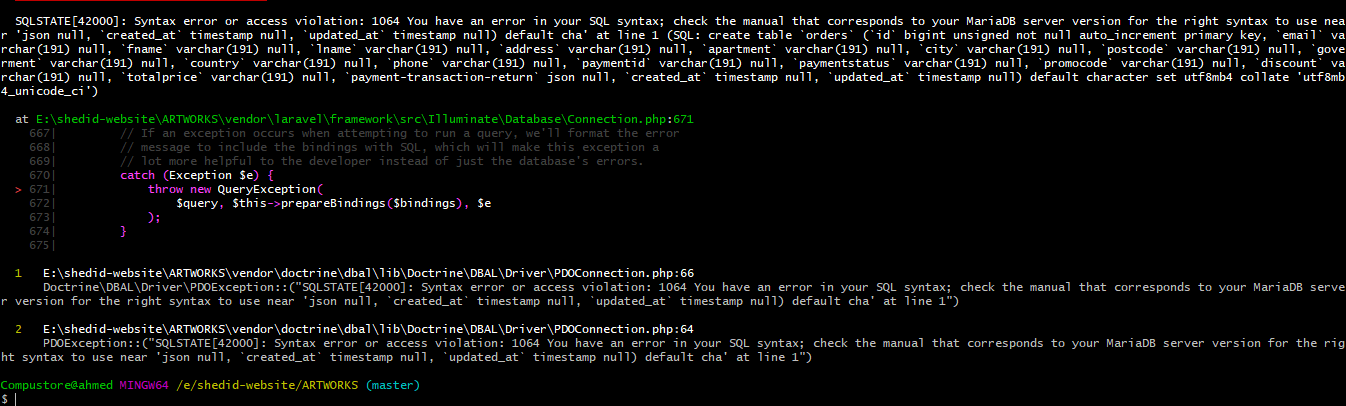 SQLSTATE[42000]: Syntax error or access violation: 1064 You have an error in your SQL syntax; check the manual that corresponds to your MariaDB server version for the right syntax to use nea
r 'json null, `created_at` timestamp null, `updated_at` timestamp null) default cha' at line 1 (SQL: create table `orders` (`id` bigint unsigned not null auto_increment primary key, `email` va
rchar(191) null, `fname` varchar(191) null, `lname` varchar(191) null, `address` varchar(191) null, `apartment` varchar(191) null, `city` varchar(191) null, `postcode` varchar(191) null, `gove
rment` varchar(191) null, `country` varchar(191) null, `phone` varchar(191) null, `paymentid` varchar(191) null, `paymentstatus` varchar(191) null, `promocode` varchar(191) null, `discount` va
rchar(191) null, `totalprice` varchar(191) null, `payment-transaction-return` json null, `created_at` timestamp null, `updated_at` timestamp null) default character set utf8mb4 collate 'utf8mb
4_unicode_ci')
at E:\shedid-website\ARTWORKS\vendor\laravel\framework\src\Illuminate\Database\Connection.php:671
667| // If an exception occurs when attempting to run a query, we'll format the error
668| // message to include the bindings with SQL, which will make this exception a
669| // lot more helpful to the developer instead of just the database's errors.
670| catch (Exception $e) {
> 671| throw new QueryException(
672| $query, $this->prepareBindings($bindings), $e
673| );
674| }
675|
1 E:\shedid-website\ARTWORKS\vendor\doctrine\dbal\lib\Doctrine\DBAL\Driver\PDOConnection.php:66
Doctrine\DBAL\Driver\PDOException::("SQLSTATE[42000]: Syntax error or access violation: 1064 You have an error in your SQL syntax; check the manual that corresponds to your MariaDB serve
r version for the right syntax to use near 'json null, `created_at` timestamp null, `updated_at` timestamp null) default cha' at line 1")
2 E:\shedid-website\ARTWORKS\vendor\doctrine\dbal\lib\Doctrine\DBAL\Driver\PDOConnection.php:64
PDOException::("SQLSTATE[42000]: Syntax error or access violation: 1064 You have an error in your SQL syntax; check the manual that corresponds to your MariaDB server version for the rig
ht syntax to use near 'json null, `created_at` timestamp null, `updated_at` timestamp null) default cha' at line 1")
Compustore@ahmed MINGW64 /e/shedid-website/ARTWORKS (master)
$